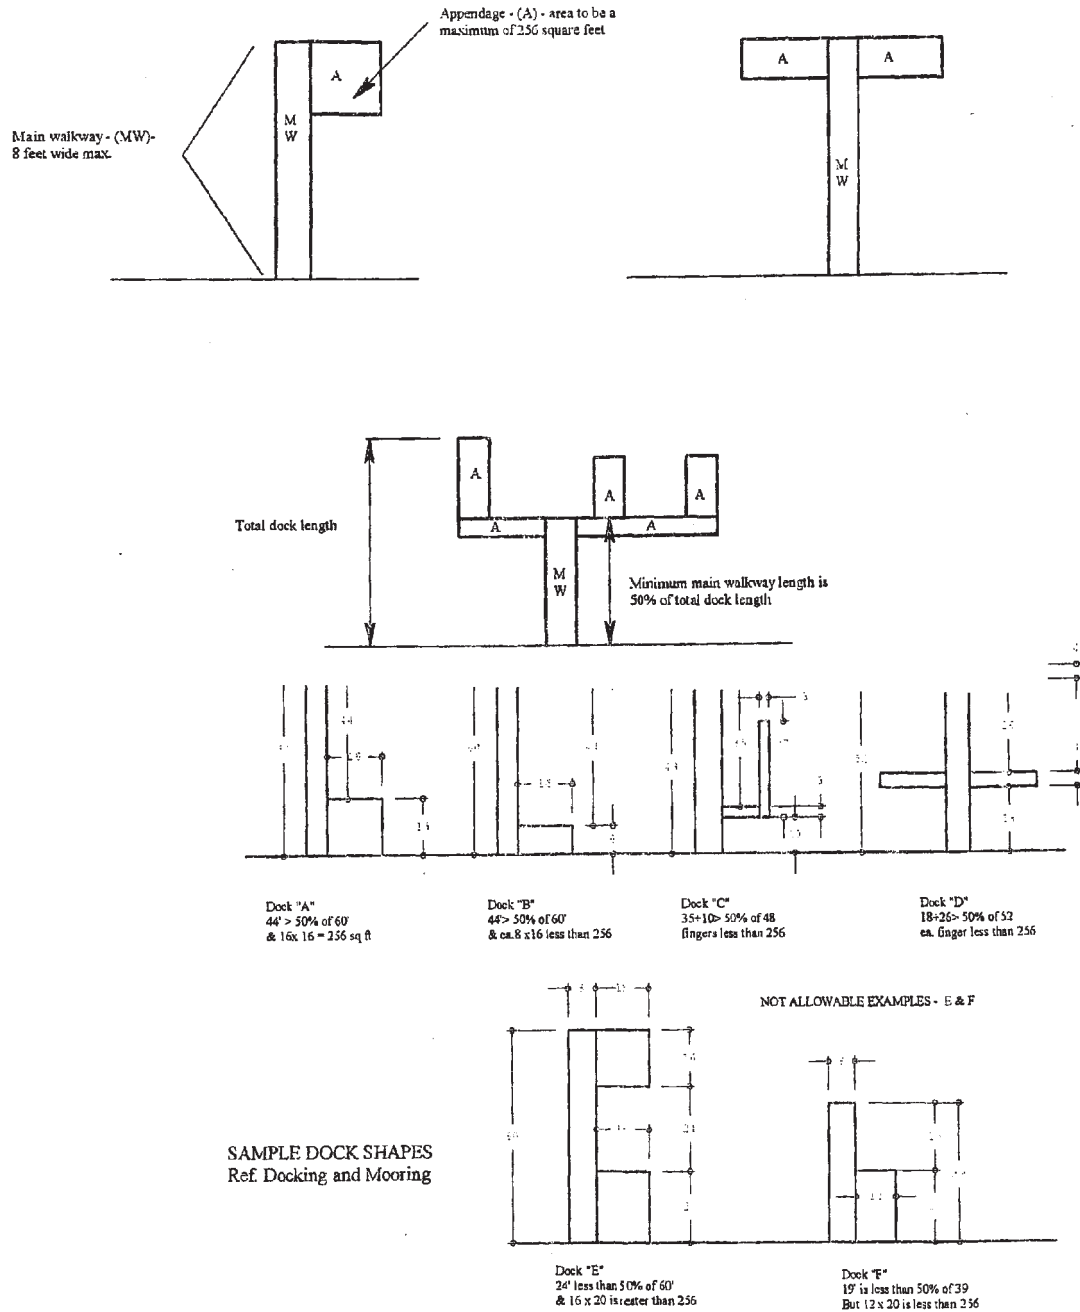 Appendage - (A) - area to be a
maximum of 256 square feet
A
M
W
Main walkway - (MW)-
8 feet wide max.
A
A
M
W
A
A
A
A
A
Total dock length
M
W
Minimum main walkway length is
50% of total dock length
Dock "A"
44' > 50% of 60'
& 16x 16 = 256 sq ft
Dock "B"
44'> 50% of 60'
& ea.8 x16 less than 256
Dock "C"
35+10> 50% of 48
fingers less than 256
Dock "D"
18+26> 50% of 52
ea. finger less than 256
NOT ALLOWABLE EXAMPLES - E & F
SAMPLE DOCK SHAPES
Ref. Docking and Mooring
Dock "E"
24' less than 50% of 60'
& 16 x 20 is reater than 256
Dock "F"
19' is less than 50% of 39
But 12 x 20 is less than 256